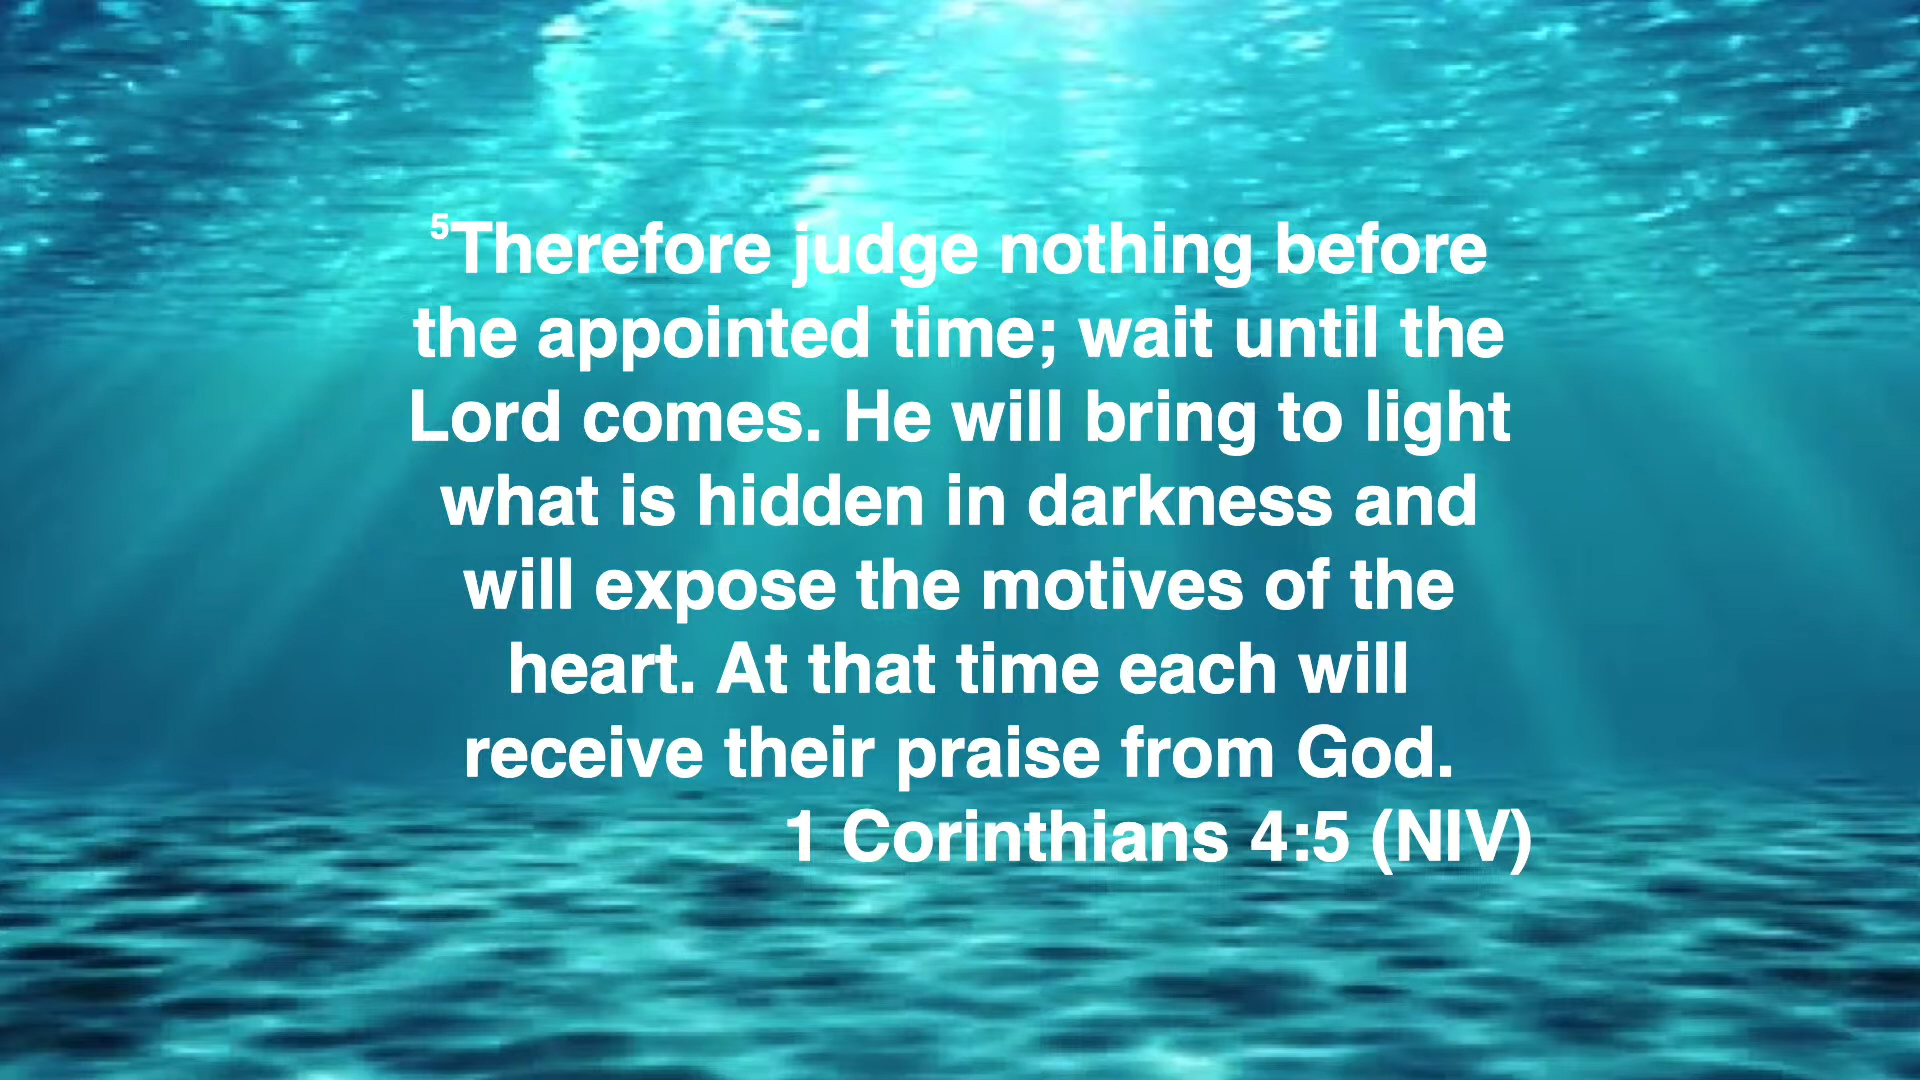 ⁵Therefore judge nothing before
the appointed time; wait until the
Lord comes. He will bring to light
what is hidden in darkness and
will expose the motives of the
heart. At that time each will
receive their praise from God.
1 Corinthians 4:5 (NIV)